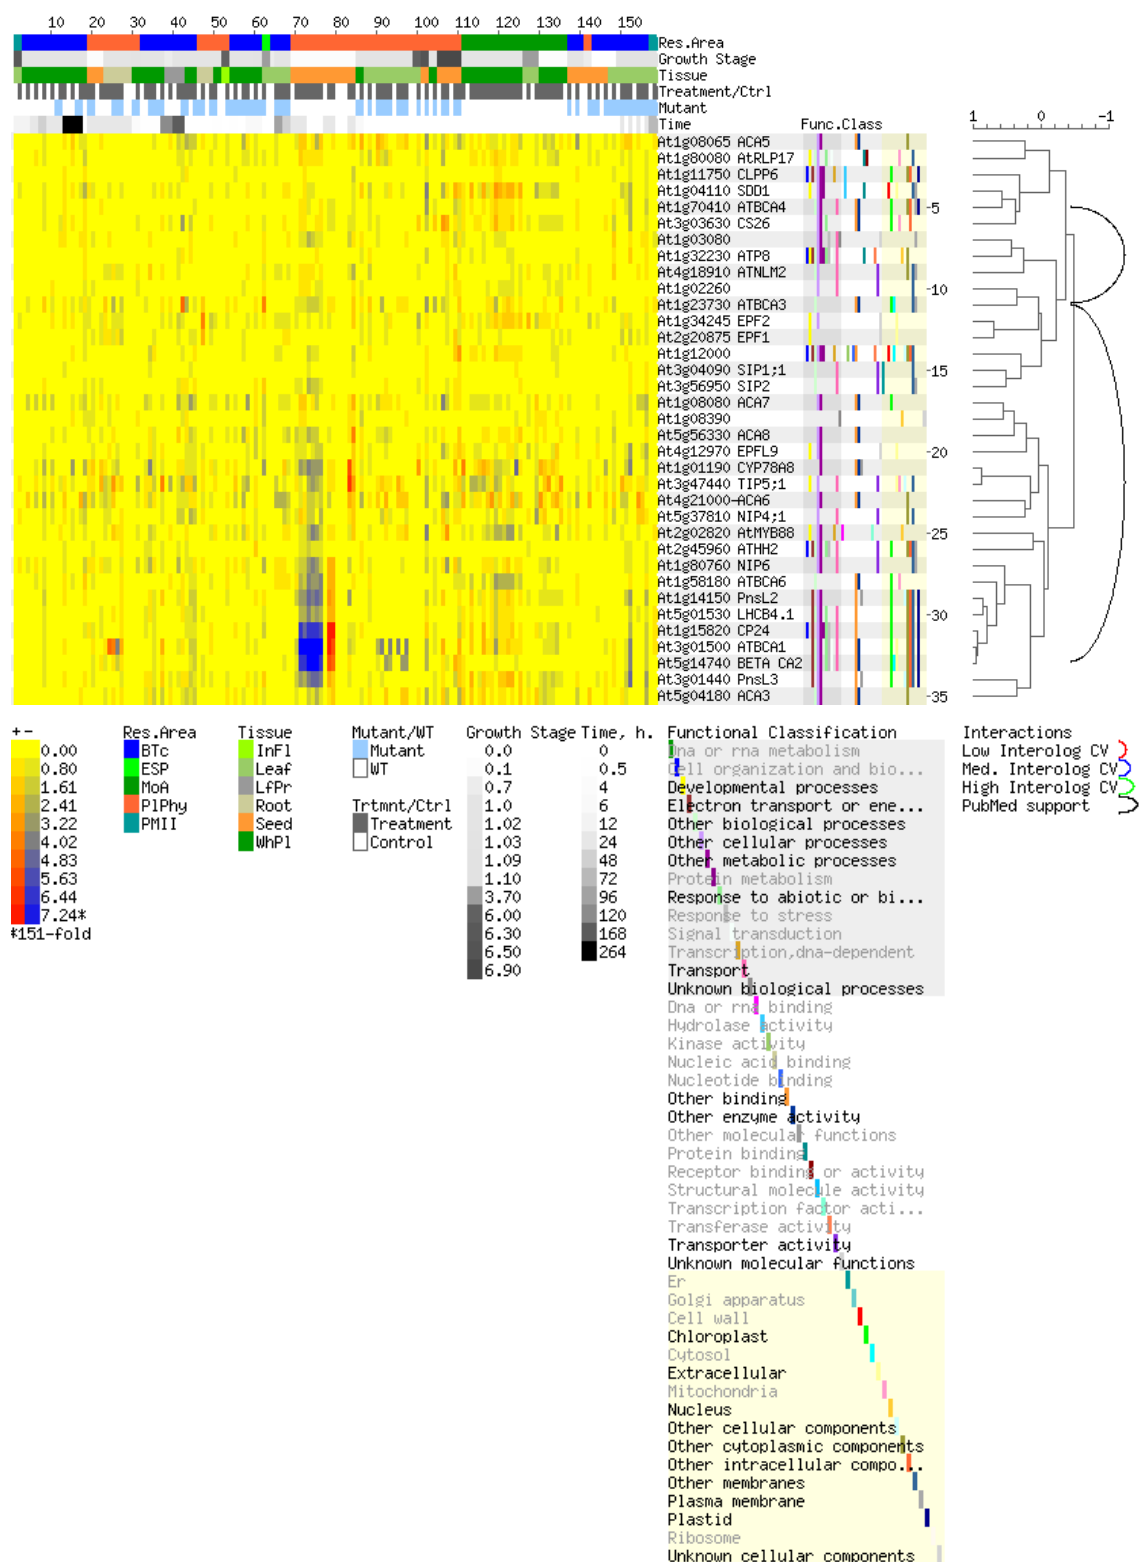 10 20 30 40 50 60 70 80 90 100 110 120 130 140 150
Res.Area
Growth Stage
Tissue
Treatment/Ctrl
Mutant
Time Func.Class
1 0 -1
At1g08065 ACA5
At1g80080 AtRLP17
At1g11750 CLPP6
At1g04110 SDD1
At1g70410 ATBCA4 -5
At3g03630 CS26
At1g03080
At1g32230 ATP8
At4g18910 ATNLM2
At1g02260 -10
At1g23730 ATBCA3
At1g34245 EPF2
At2g20875 EPF1
At1g12000
At3g04090 SIP1;1 -15
At3g56950 SIP2
At1g08080 ACA7
At1g08390
At5g56330 ACA8
At4g12970 EPFL9 -20
At1g01190 CYP78A8
At3g47440 TIP5;1
At4g21000-ACA6
At5g37810 NIP4;1
At2g02820 AtMYB88 -25
At2g45960 ATHH2
At1g80760 NIP6
At1g58180 ATBCA6
At1g14150 PnsL2
At5g01530 LHCB4.1 -30
At1g15820 CP24
At3g01500 ATBCA1
At5g14740 BETA CA2
At3g01440 PnsL3
At5g04180 ACA3 -35
+ -
0.00
0.80
1.61
2.41
3.22
4.02
4.83
5.63
6.44
7.24*
*151-fold
Res.Area
BTc
ESP
MoA
PlPhy
PMII
Tissue
InFl
Leaf
LfPr
Root
Seed
WhPl
Mutant/WT
Mutant
WT
Trtmnt/Ctrl
Treatment
Control
Growth Stage
0.0
0.1
0.7
1.0
1.02
1.03
1.09
1.10
3.70
6.00
6.30
6.50
6.90
Time, h.
0
0.5
4
6
12
24
48
72
96
120
168
264
Functional Classification
Dna or rna metabolism
Cell organization and bio...
Developmental processes
Electron transport or ene...
Other biological processes
Other cellular processes
Other metabolic processes
Protein metabolism
Response to abiotic or bi...
Response to stress
Signal transduction
Transcription,dna-dependent
Transport
Unknown biological processes
Dna or rna binding
Hydrolase activity
Kinase activity
Nucleic acid binding
Nucleotide binding
Other binding
Other enzyme activity
Other molecular functions
Protein binding
Receptor binding or activity
Structural molecule activity
Transcription factor acti...
Transferase activity
Transporter activity
Unknown molecular functions
Er
Golgi apparatus
Cell wall
Chloroplast
Cytosol
Extracellular
Mitochondria
Nucleus
Other cellular components
Other cytoplasmic components
Other intracellular compo...
Other membranes
Plasma membrane
Plastid
Ribosome
Unknown cellular components
Interactions
Low Interolog CV
Med. Interolog CV
High Interolog CV
PubMed support